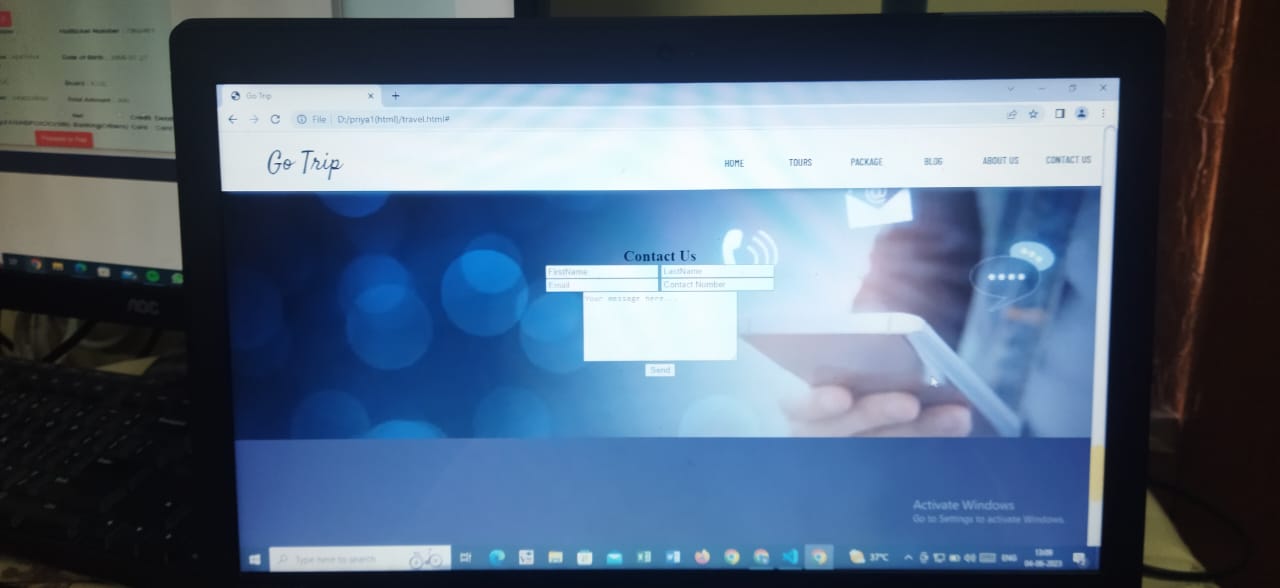 Go Trip
File D:/priya1(html)/travel.html#
Go Trip
HOME TOURS PACKAGE BLOG ABOUT US CONTACT US
Contact Us
FirstName LastName
Email Contact Number
Your message here...
Send
Activate Windows
Go to Settings to activate Windows.
Type here to search
37°C
ENG
13:09
04-06-2023
AOC
Total Amount